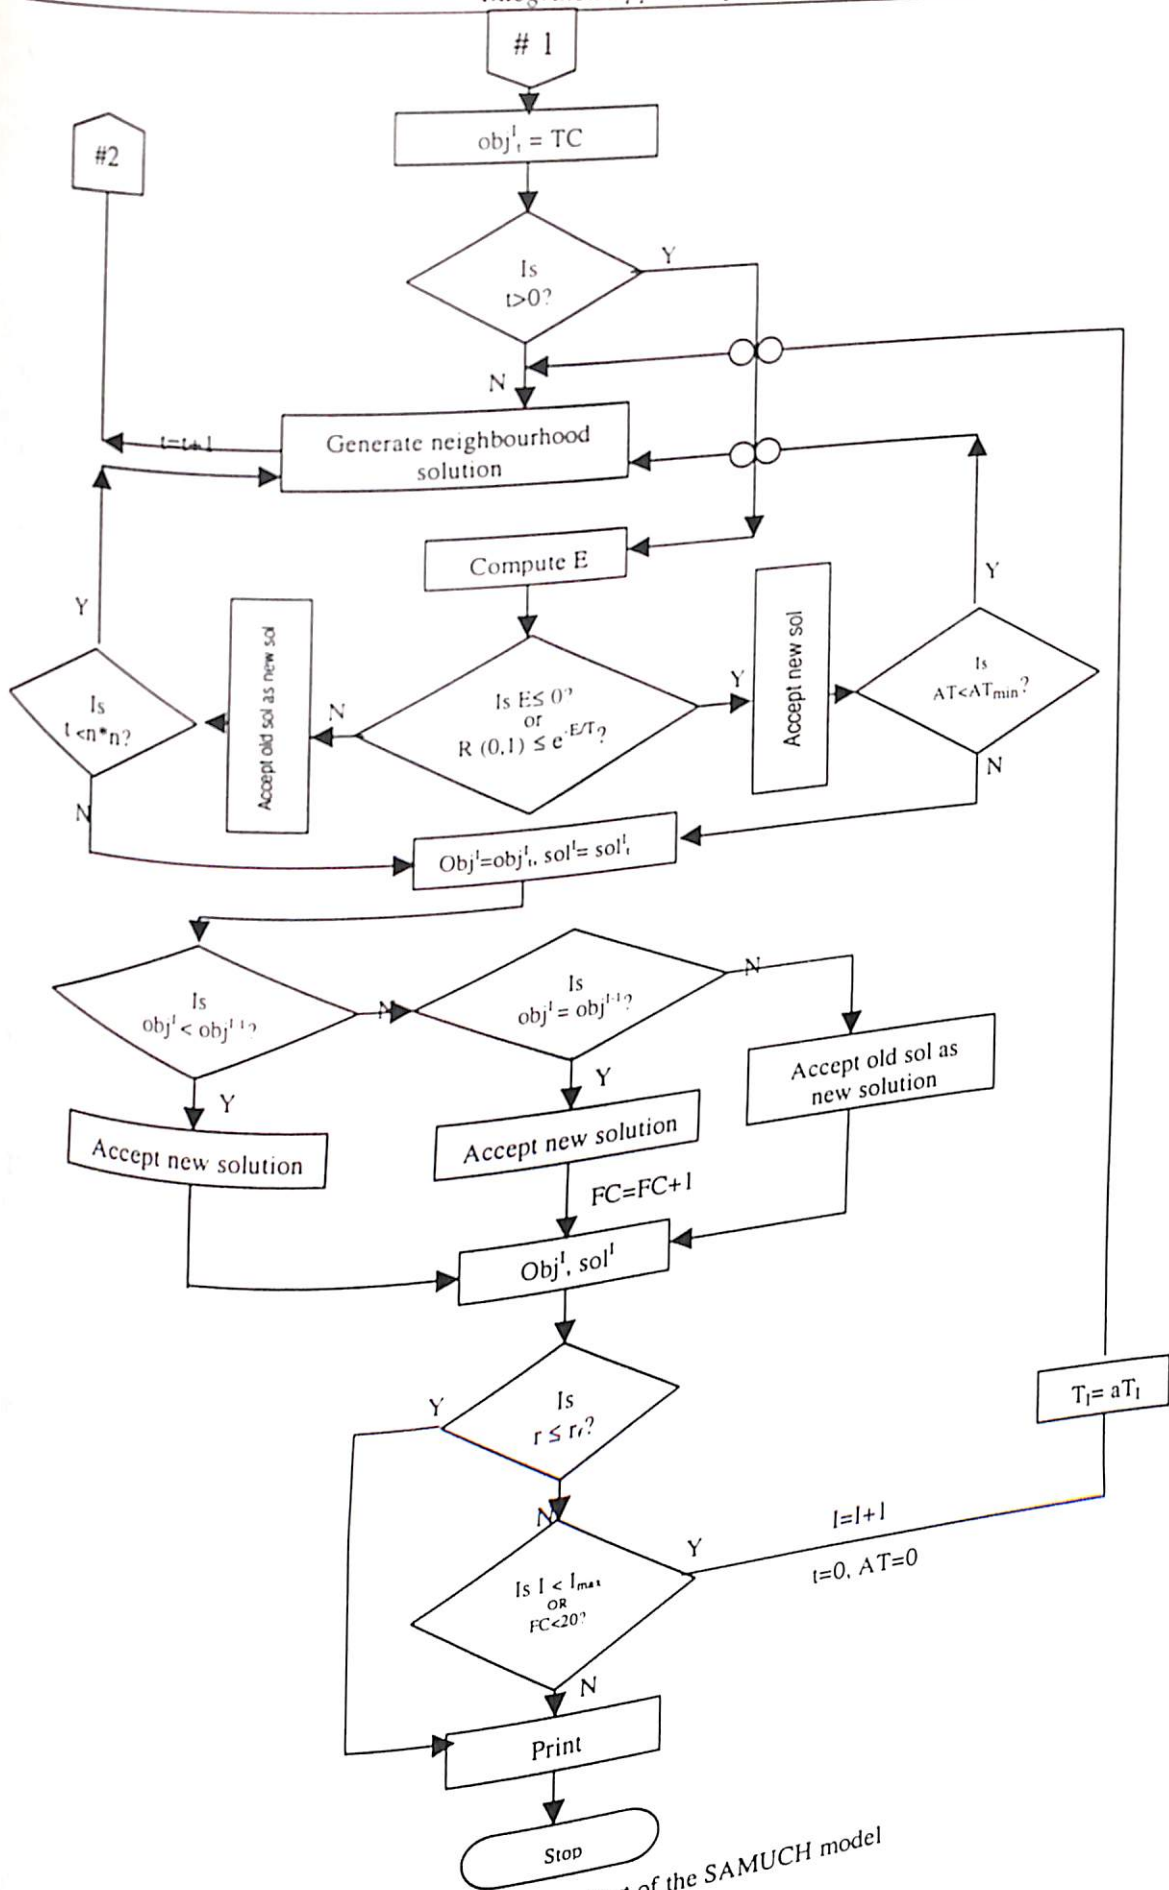 # 1
obj^I_t = TC
#2
Is
t>0?
Y
N
t=t+1
Generate neighbourhood
solution
Compute E
Y
Is
t <n*n?
N
Accept old sol as new sol
N
Is E≤ 0?
or
R (0,1) ≤ e^-E/T?
Y
Accept new sol
Is
AT<AT_min?
Y
N
Obj^I=obj^I_t, sol^I= sol^I_t
Is
obj^I < obj^I-1?
N
Is
obj^I = obj^I-1?
N
Accept old sol as
new solution
Y
Accept new solution
Y
Accept new solution
FC=FC+1
Obj^I, sol^I
Is
r ≤ r_f?
Y
N
T_I= aT_I
Is I < I_max
OR
FC<20?
Y
I=I+1
t=0, AT=0
N
Print
Stop
of the SAMUCH model